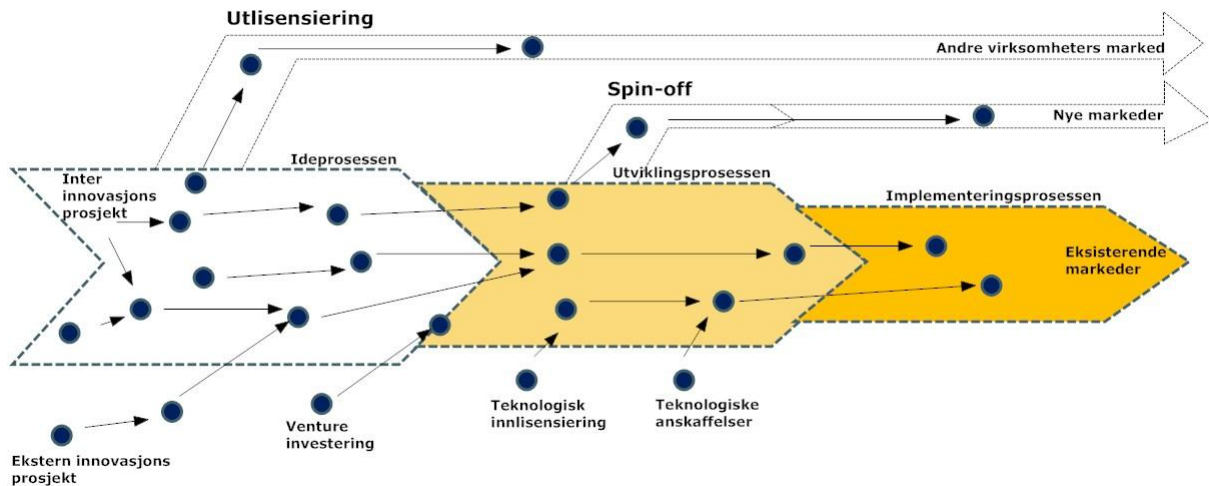 Utlisensiering
Andre virksomheters marked
Spin-off
Nye markeder
Ideprosessen
Inter
innovasjons
prosjekt
Utviklingsprosessen
Implementeringsprosessen
Eksisterende
markeder
Ekstern innovasjons
prosjekt
Venture
investering
Teknologisk
innlisensiering
Teknologiske
anskaffelser